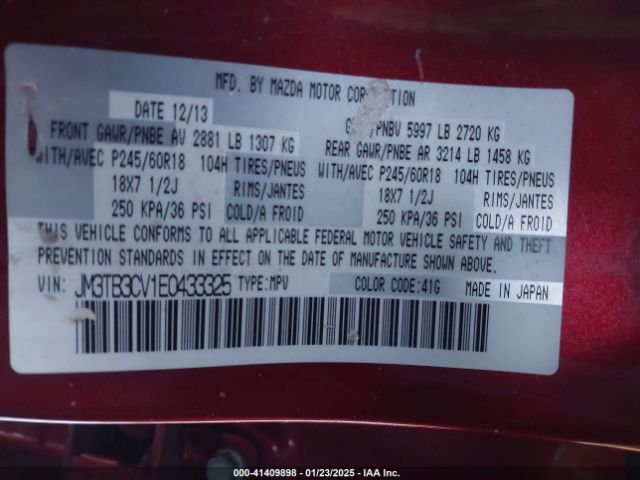 MFD. BY MAZDA MOTOR CORPORATION
DATE 12/13
/PNBV 5997 LB 2720 KG
FRONT GAWR/PNBE AV 2881 LB 1307 KG
REAR GAWR/PNBE AR 3214 LB 1458 KG
WITH/AVEC P245/60R18 104H TIRES/PNEUS
WITH/AVEC P245/60R18 104H TIRES/PNEUS
18X7 1/2J RIMS/JANTES
18X7 1/2J RIMS/JANTES
250 KPA/36 PSI COLD/A FROID
250 KPA/36 PSI COLD/A FROID
THIS VEHICLE CONFORMS TO ALL APPLICABLE FEDERAL MOTOR VEHICLE SAFETY AND THEFT
PREVENTION STANDARDS IN EFFECT ON THE DATE OF MANUFACTURE SHOWN ABOVE.
VIN: JM3TB3CV1E0433325 TYPE:MPV COLOR CODE:41G MADE IN JAPAN
000-41409898 - 01/23/2025 - IAA Inc.